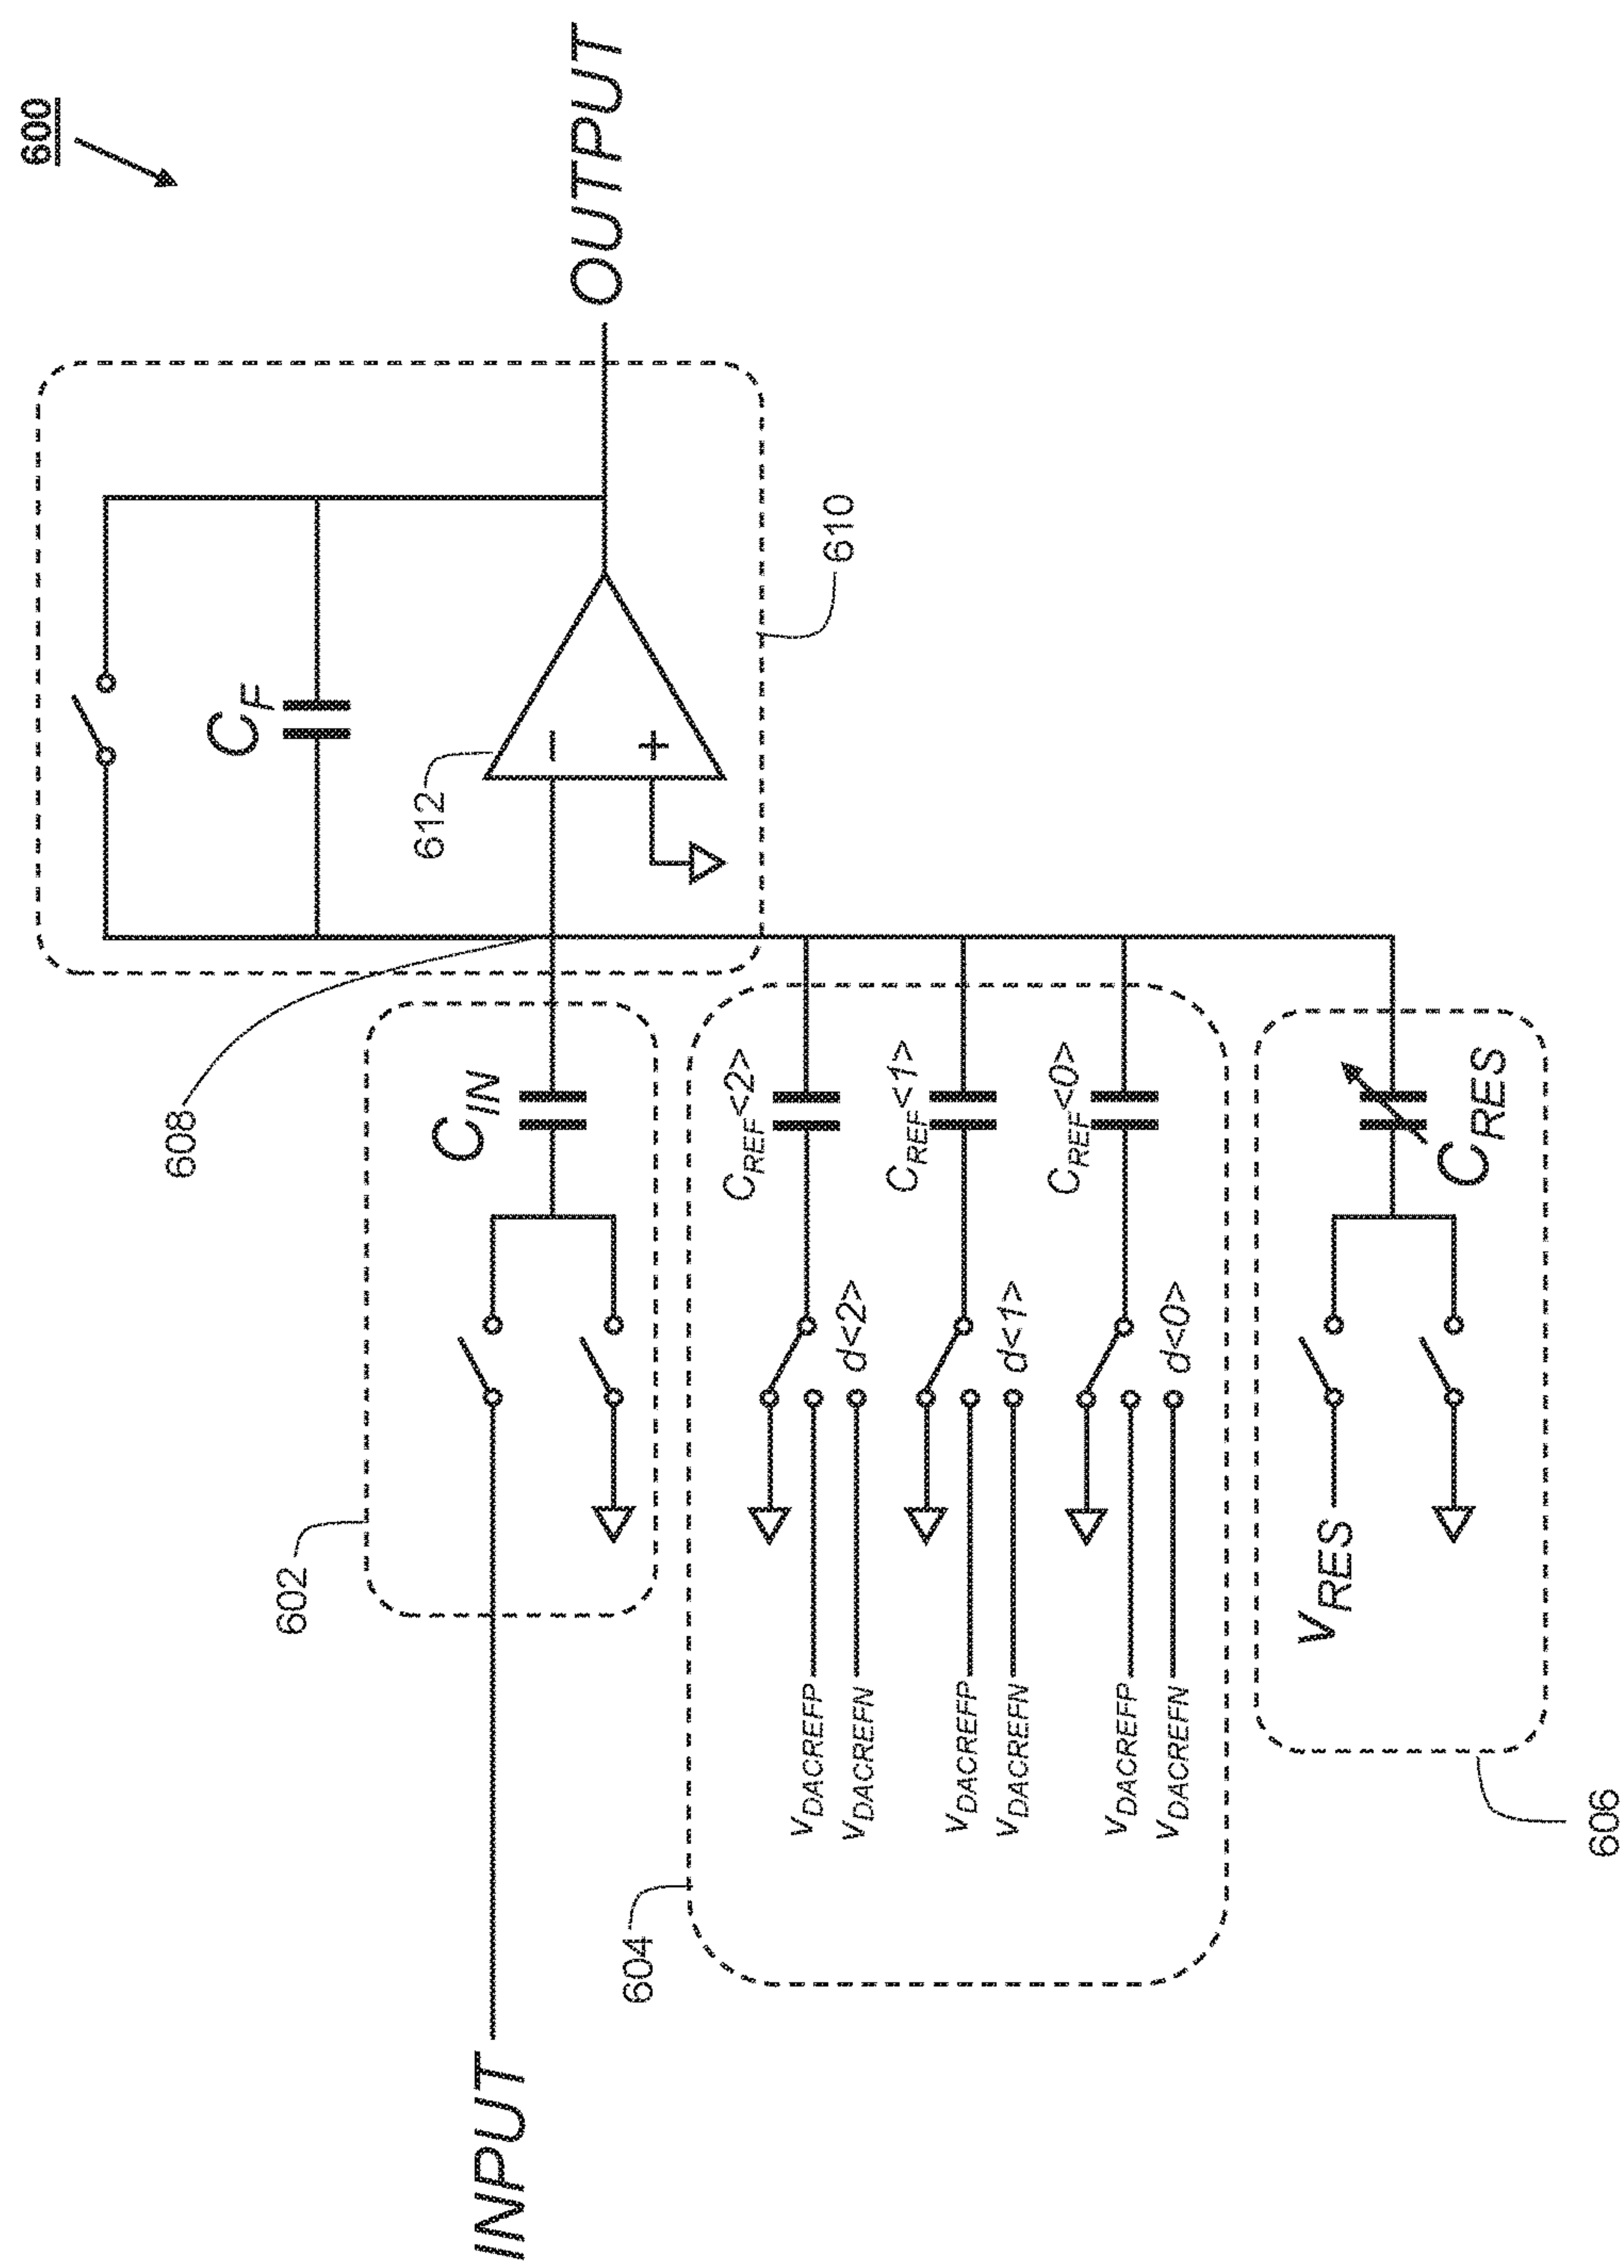 600
INPUT
OUTPUT
602
604
606
608
610
612
C_F
−
+
C_IN
C_REF<2>
d<2>
V_DACREFP
V_DACREFN
C_REF<1>
d<1>
V_DACREFP
V_DACREFN
C_REF<0>
d<0>
V_DACREFP
V_DACREFN
V_RES
C_RES